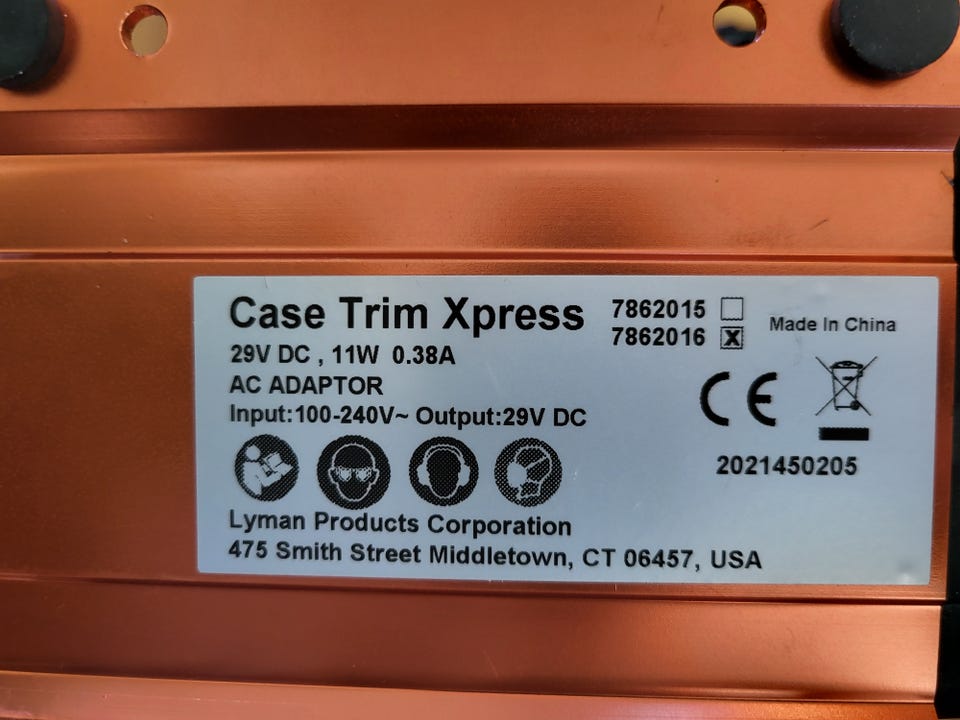 Case Trim Xpress
7862015
7862016 X
Made In China
29V DC , 11W 0.38A
AC ADAPTOR
Input:100-240V~ Output:29V DC
CE
2021450205
Lyman Products Corporation
475 Smith Street Middletown, CT 06457, USA